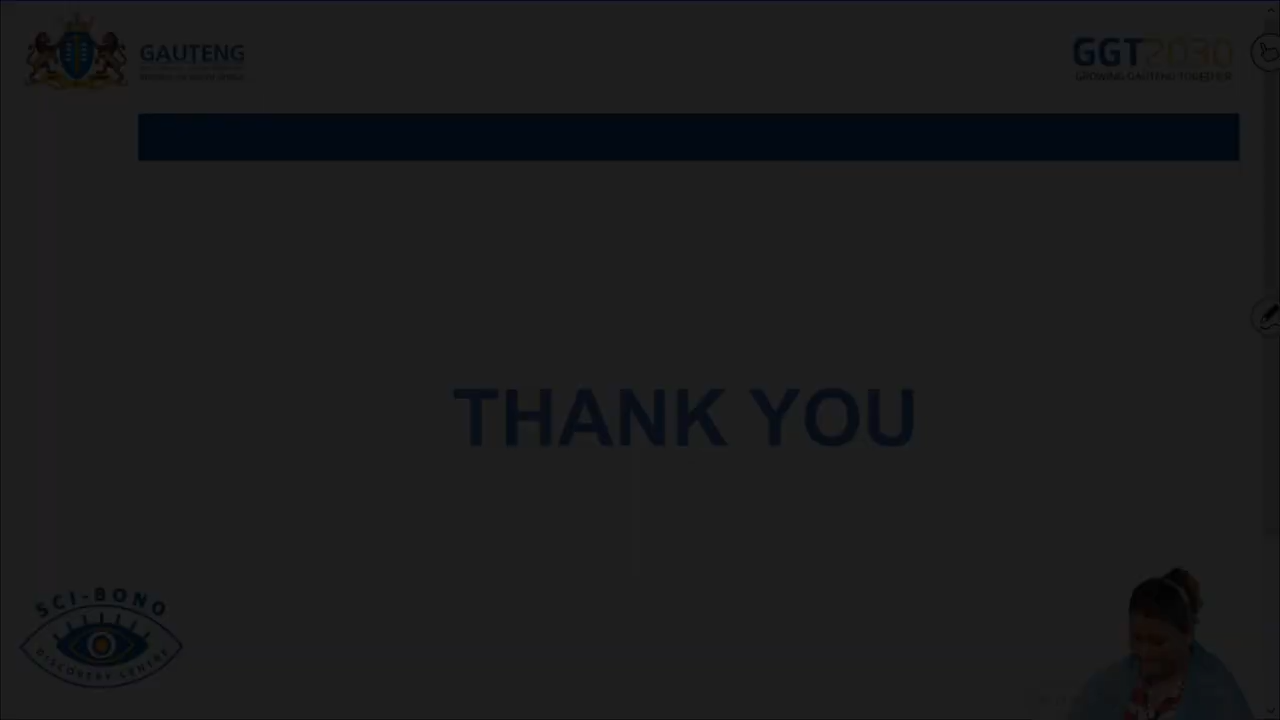 GAUTENG
GGT2030
GROWING GAUTENG TOGETHER
THANK YOU
SCI-BONO
DISCOVERY CENTRE